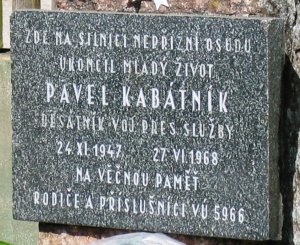 ZDE NA SILNICI NEPŘÍZNÍ OSUDU
UKONČIL MLADÝ ŽIVOT
PAVEL KABÁTNÍK
DESÁTNÍK VOJ PRES SLUŽBY
24 XI 1947 27 VI 1968
NA VĚČNOU PAMĚŤ
RODIČE A PŘÍSLUŠNÍCI VÚ 5966